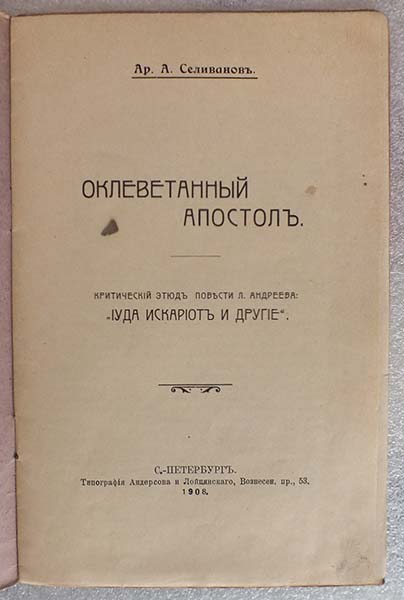 Ар. А. Селивановъ.
ОКЛЕВЕТАННЫЙ
АПОСТОЛЪ.
КРИТИЧЕСКІЙ ЭТЮДЪ ПОВѢСТИ Л. АНДРЕЕВА:
„ІУДА ИСКАРІОТЪ И ДРУГІЕ“.
С.-ПЕТЕРБУРГЪ.
Типографія Андерсона и Лойцянскаго, Вознесен. пр., 53.
1908.